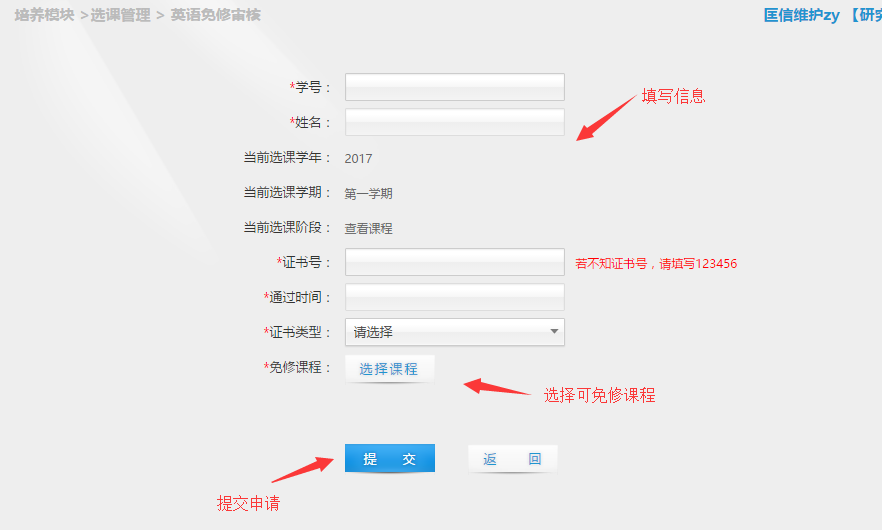 培养模块 >选课管理 > 英语免修审核
匡信维护zy 【研究
*学号：
填写信息
*姓名：
当前选课学年： 2017
当前选课学期： 第一学期
当前选课阶段： 查看课程
*证书号： 若不知证书号，请填写123456
*通过时间：
*证书类型： 请选择
*免修课程： 选择课程
选择可免修课程
提 交 返 回
提交申请